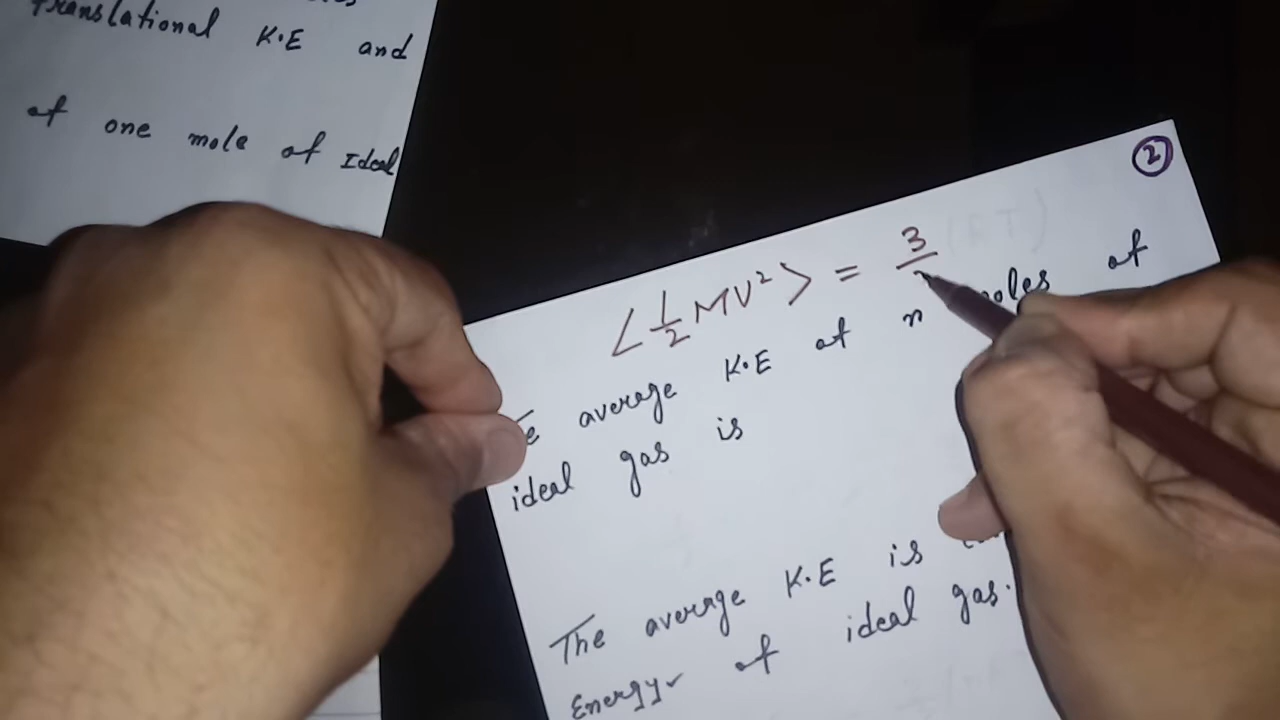 Translational K.E and
of one mole of Ideal
2
< 1/2 MV² > = 3/
average K.E of n moles of
ideal gas is
The average K.E is
Energy of ideal gas.